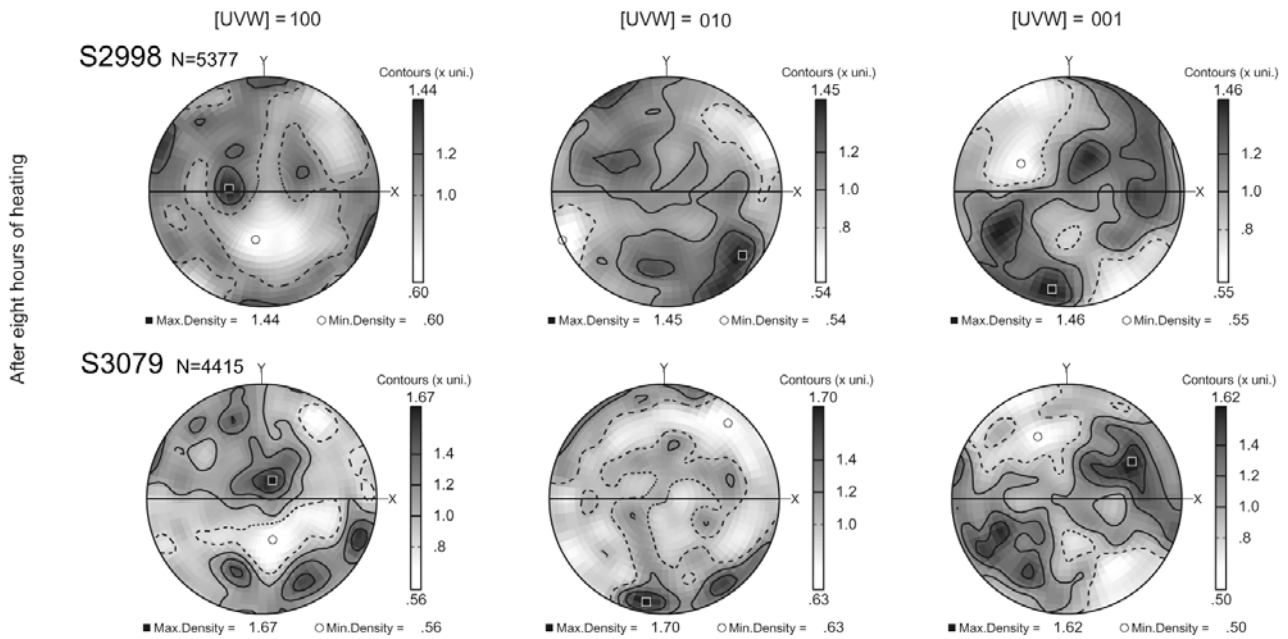 [UVW] = 100
[UVW] = 010
[UVW] = 001
After eight hours of heating
S2998 N=5377
Y
X
Contours (x uni.)
1.44
1.2
1.0
.60
■ Max.Density = 1.44 ○ Min.Density = .60
Y
X
Contours (x uni.)
1.45
1.2
1.0
.8
.54
■ Max.Density = 1.45 ○ Min.Density = .54
Y
X
Contours (x uni.)
1.46
1.2
1.0
.8
.55
■ Max.Density = 1.46 ○ Min.Density = .55
S3079 N=4415
Y
X
Contours (x uni.)
1.67
1.4
1.2
1.0
.8
.56
■ Max.Density = 1.67 ○ Min.Density = .56
Y
X
Contours (x uni.)
1.70
1.4
1.2
1.0
.63
■ Max.Density = 1.70 ○ Min.Density = .63
Y
X
Contours (x uni.)
1.62
1.4
1.2
1.0
.8
.50
■ Max.Density = 1.62 ○ Min.Density = .50